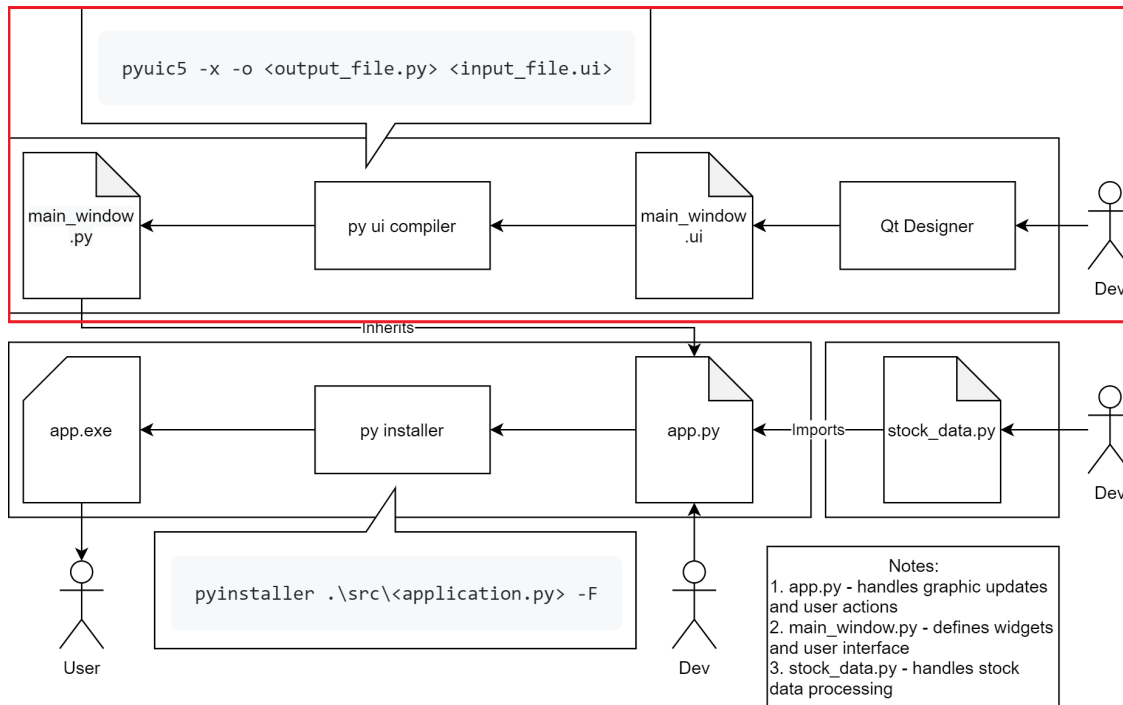 pyuic5 -x -o <output_file.py> <input_file.ui>
main_window
.py
py ui compiler
main_window
.ui
Qt Designer
Dev
Inherits
app.exe
py installer
app.py
Imports
stock_data.py
Dev
pyinstaller .\src\<application.py> -F
User
Dev
Notes:
1. app.py - handles graphic updates
and user actions
2. main_window.py - defines widgets
and user interface
3. stock_data.py - handles stock
data processing